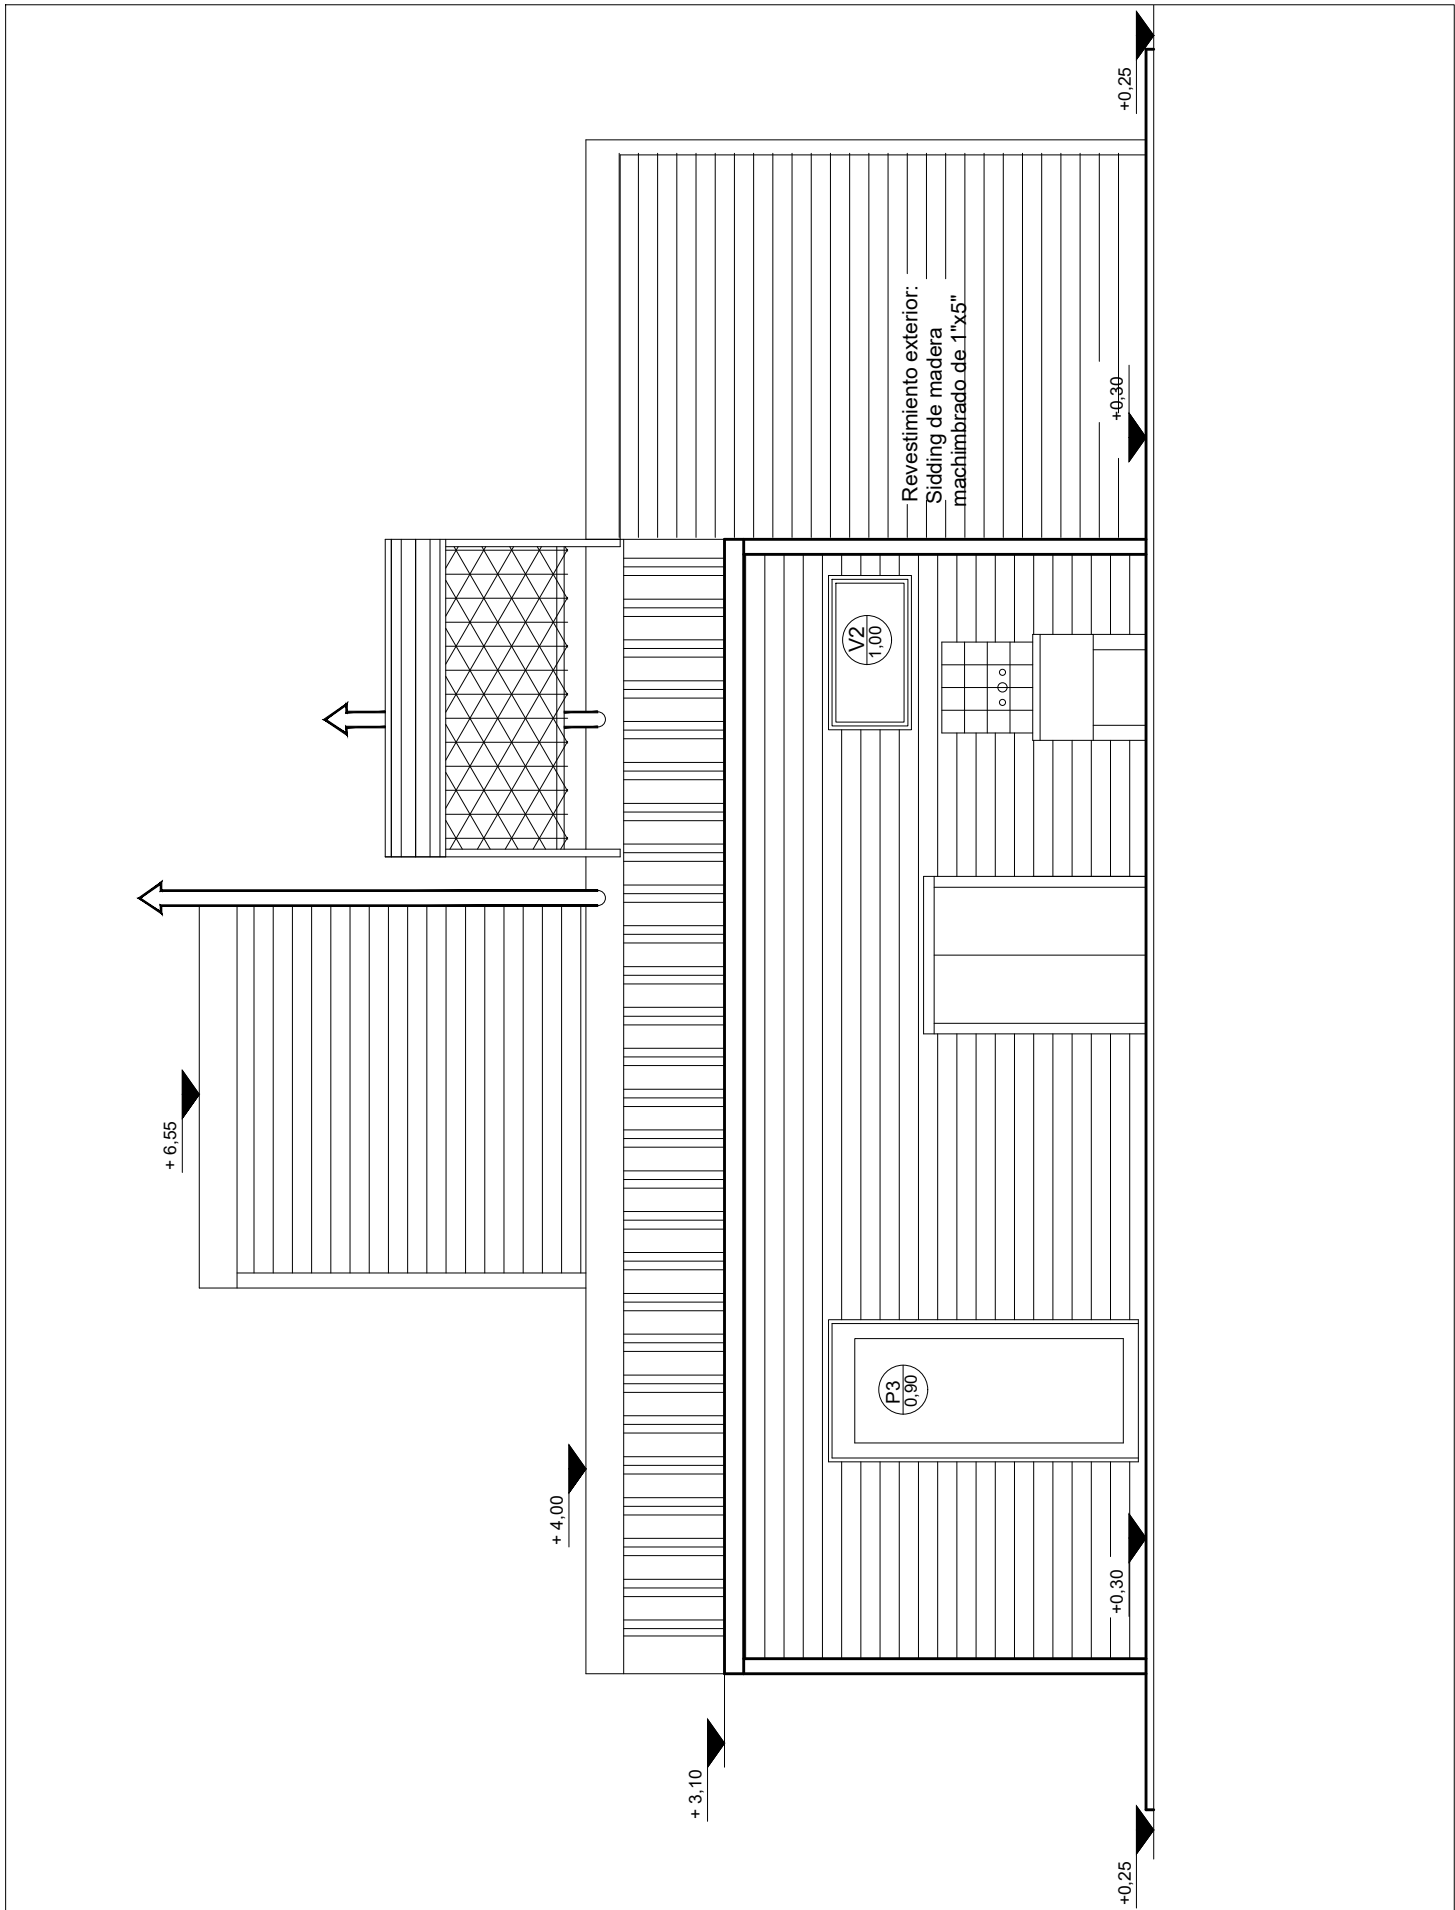 + 6,55
+ 4,00
+ 3,10
V2
1,00
P3
0,90
Revestimiento exterior:
Sidding de madera
machimbrado de 1"x5"
+0,25
+0,30
+0,30
+0,25